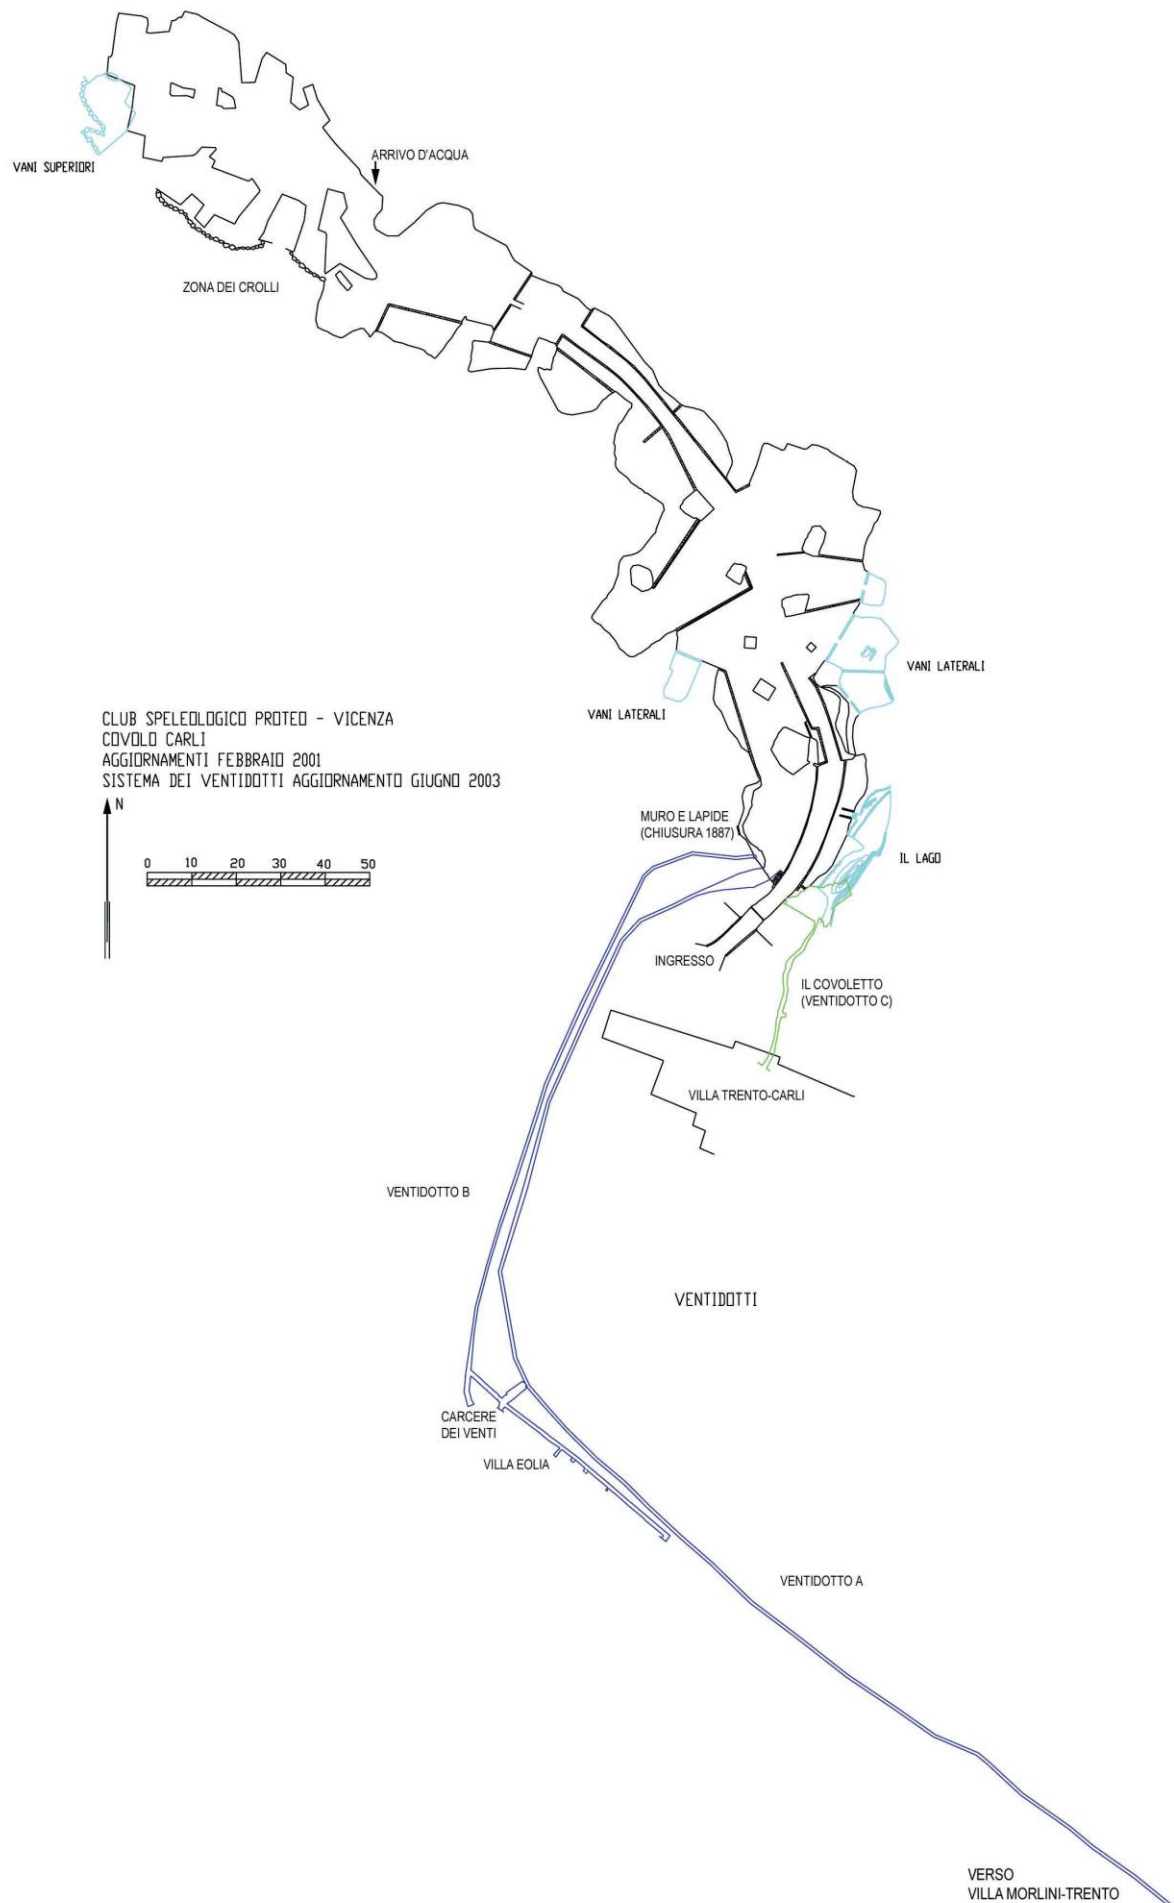 ARRIVO D'ACQUA
VANI SUPERIORI
ZONA DEI CROLLI
VANI LATERALI
VANI LATERALI
CLUB SPELEOLOGICO PROTEO - VICENZA
COVOLO CARLI
AGGIORNAMENTI FEBBRAIO 2001
SISTEMA DEI VENTIDOTTI AGGIORNAMENTO GIUGNO 2003
N
0 10 20 30 40 50
MURO E LAPIDE
(CHIUSURA 1887)
IL LAGO
INGRESSO
IL COVOLETTO
(VENTIDOTTO C)
VILLA TRENTO-CARLI
VENTIDOTTO B
VENTIDOTTI
CARCERE
DEI VENTI
VILLA EOLIA
VENTIDOTTO A
VERSO
VILLA MORLINI-TRENTO